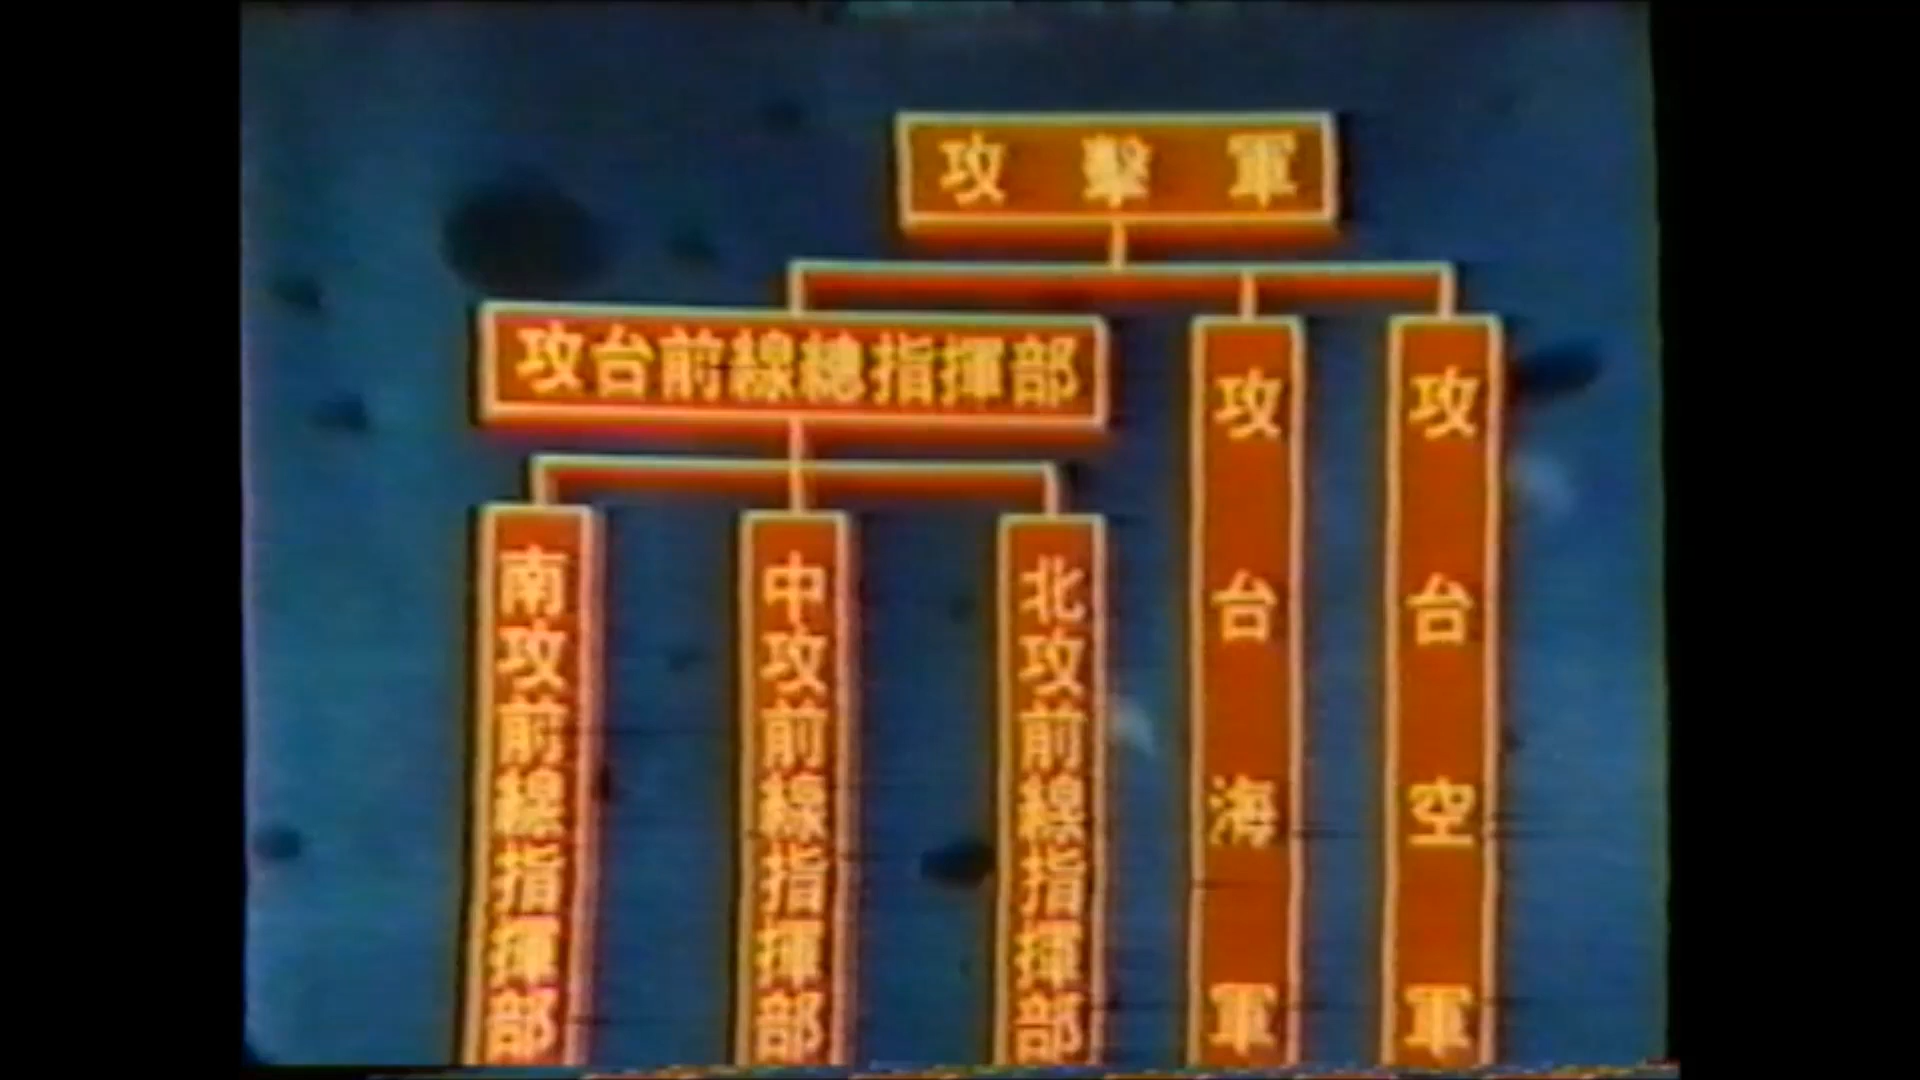 攻擊軍
攻台前線總指揮部
攻台海軍
攻台空軍
南攻前線指揮部
中攻前線指揮部
北攻前線指揮部